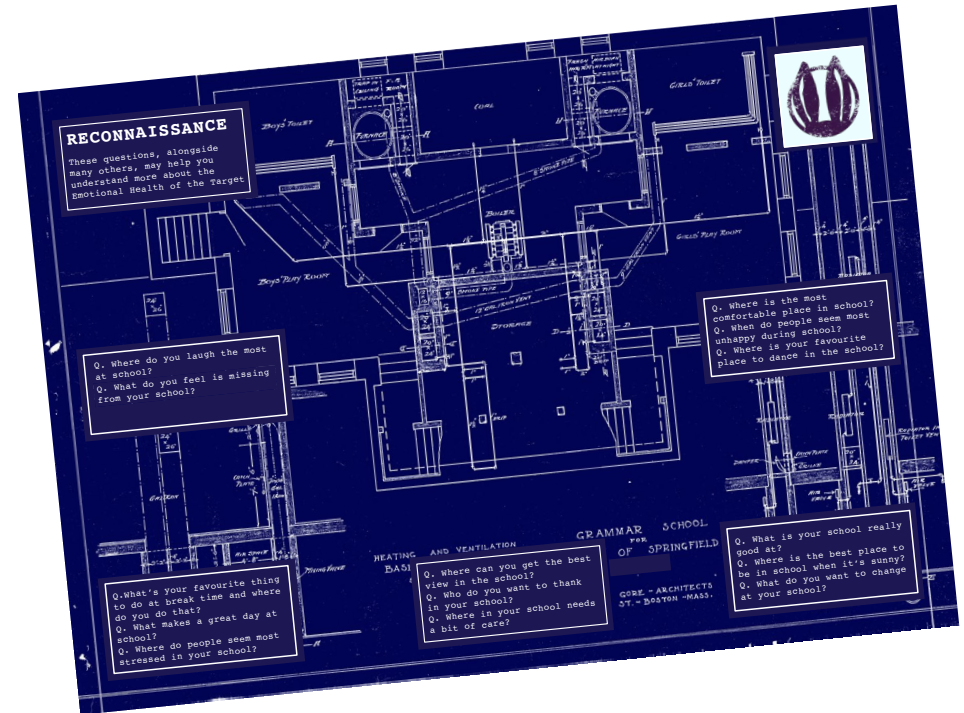 RECONNAISSANCE
These questions, alongside
many others, may help you
understand more about the
Emotional Health of the Target
BOYS' TOILET
FURNACE
COAL
FURNACE
GIRLS' TOILET
BOILER
BOYS' PLAY ROOM
GIRLS' PLAY ROOM
STORAGE
Q. Where do you laugh the most
at school?
Q. What do you feel is missing
from your school?
Q. Where is the most
comfortable place in school?
Q. When do people seem most
unhappy during school?
Q. Where is your favourite
place to dance in the school?
HEATING AND VENTILATION
GRAMMAR SCHOOL
FOR
OF SPRINGFIELD
GORE - ARCHITECTS
ST. - BOSTON - MASS.
Q.What's your favourite thing
to do at break time and where
do you do that?
Q. What makes a great day at
school?
Q. Where do people seem most
stressed in your school?
Q. Where can you get the best
view in the school?
Q. Who do you want to thank
in your school?
Q. Where in your school needs
a bit of care?
Q. What is your school really
good at?
Q. Where is the best place to
be in school when it's sunny?
Q. What do you want to change
at your school?